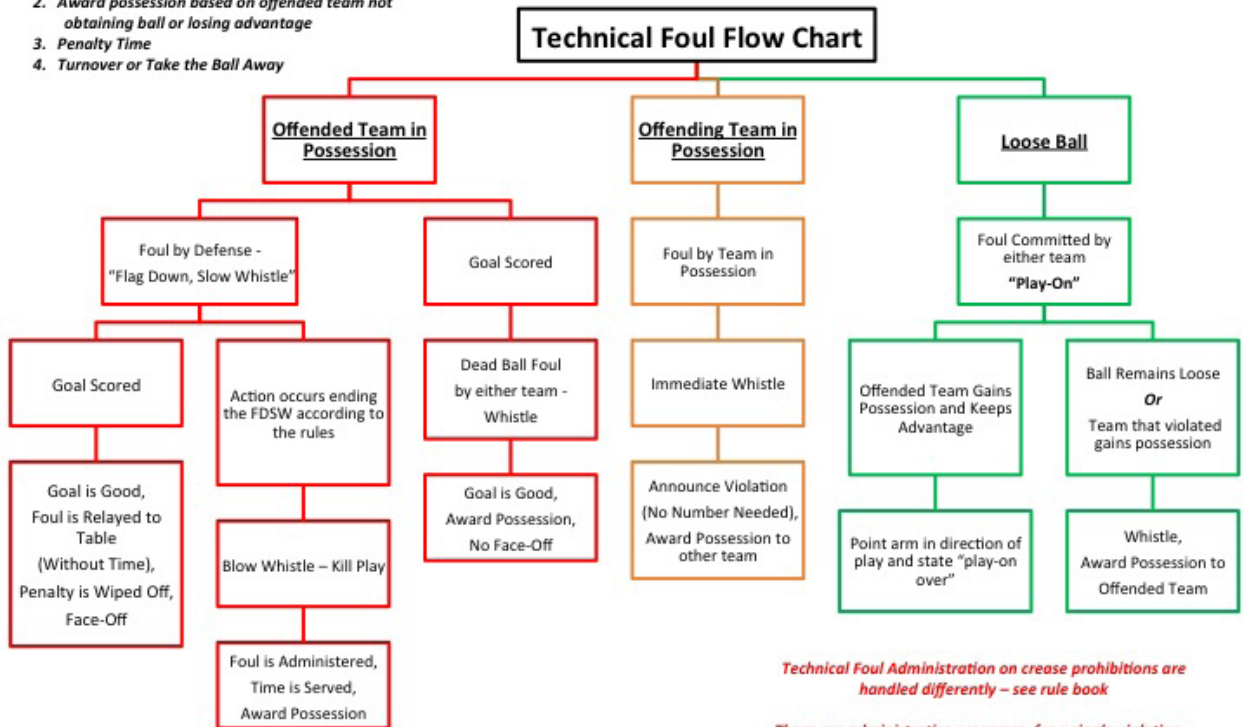 2. Award possession based on offended team not
obtaining ball or losing advantage
3. Penalty Time
4. Turnover or Take the Ball Away
Technical Foul Flow Chart
Offended Team in
Possession
Offending Team in
Possession
Loose Ball
Foul by Defense -
“Flag Down, Slow Whistle”
Goal Scored
Foul by Team in
Possession
Foul Committed by
either team
“Play-On”
Goal Scored
Action occurs ending
the FDSW according to
the rules
Dead Ball Foul
by either team -
Whistle
Immediate Whistle
Offended Team Gains
Possession and Keeps
Advantage
Ball Remains Loose
Or
Team that violated
gains possession
Goal is Good,
Foul is Relayed to
Table
(Without Time),
Penalty is Wiped Off,
Face-Off
Blow Whistle – Kill Play
Goal is Good,
Award Possession,
No Face-Off
Announce Violation
(No Number Needed),
Award Possession to
other team
Point arm in direction of
play and state “play-on
over”
Whistle,
Award Possession to
Offended Team
Foul is Administered,
Time is Served,
Award Possession
Technical Foul Administration on crease prohibitions are
handled differently – see rule book